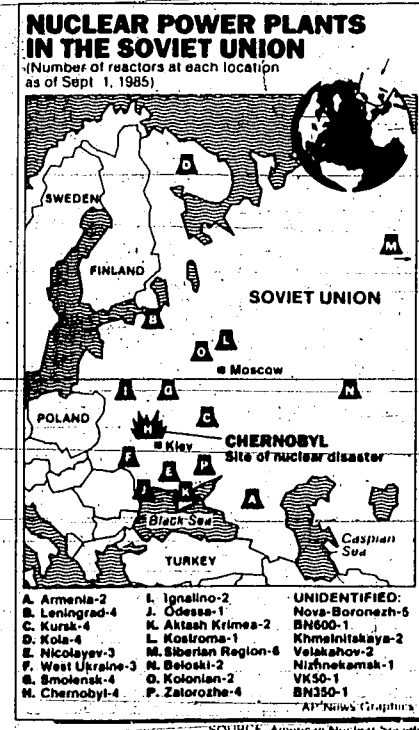 NUCLEAR POWER PLANTS
IN THE SOVIET UNION
(Number of reactors at each location
as of Sept 1, 1985)
D
SWEDEN
M
FINLAND
SOVIET UNION
B
L
O
Moscow
I
G
N
POLAND
C
H
CHERNOBYL
Kiev
Site of nuclear disaster
F
P
E
J
K
A
Black Sea
Caspian
Sea
TURKEY
A. Armenia-2
B. Leningrad-4
C. Kursk-4
D. Kola-4
E. Nicolayev-3
F. West Ukraine-3
G. Smolensk-4
H. Chernobyl-4
I. Ignalino-2
J. Odessa-1
K. Aktash Krimea-2
L. Kostroma-1
M. Siberian Region-6
N. Beloski-2
O. Kolonian-2
P. Zatorozhe-4
UNIDENTIFIED:
Nova-Boronezh-5
BN600-1
Khmelnitskaya-2
Velakahov-2
Nizhnekamsk-1
VK50-1
BN350-1
AP News Graphics
SOURCE: American Nuclear Society